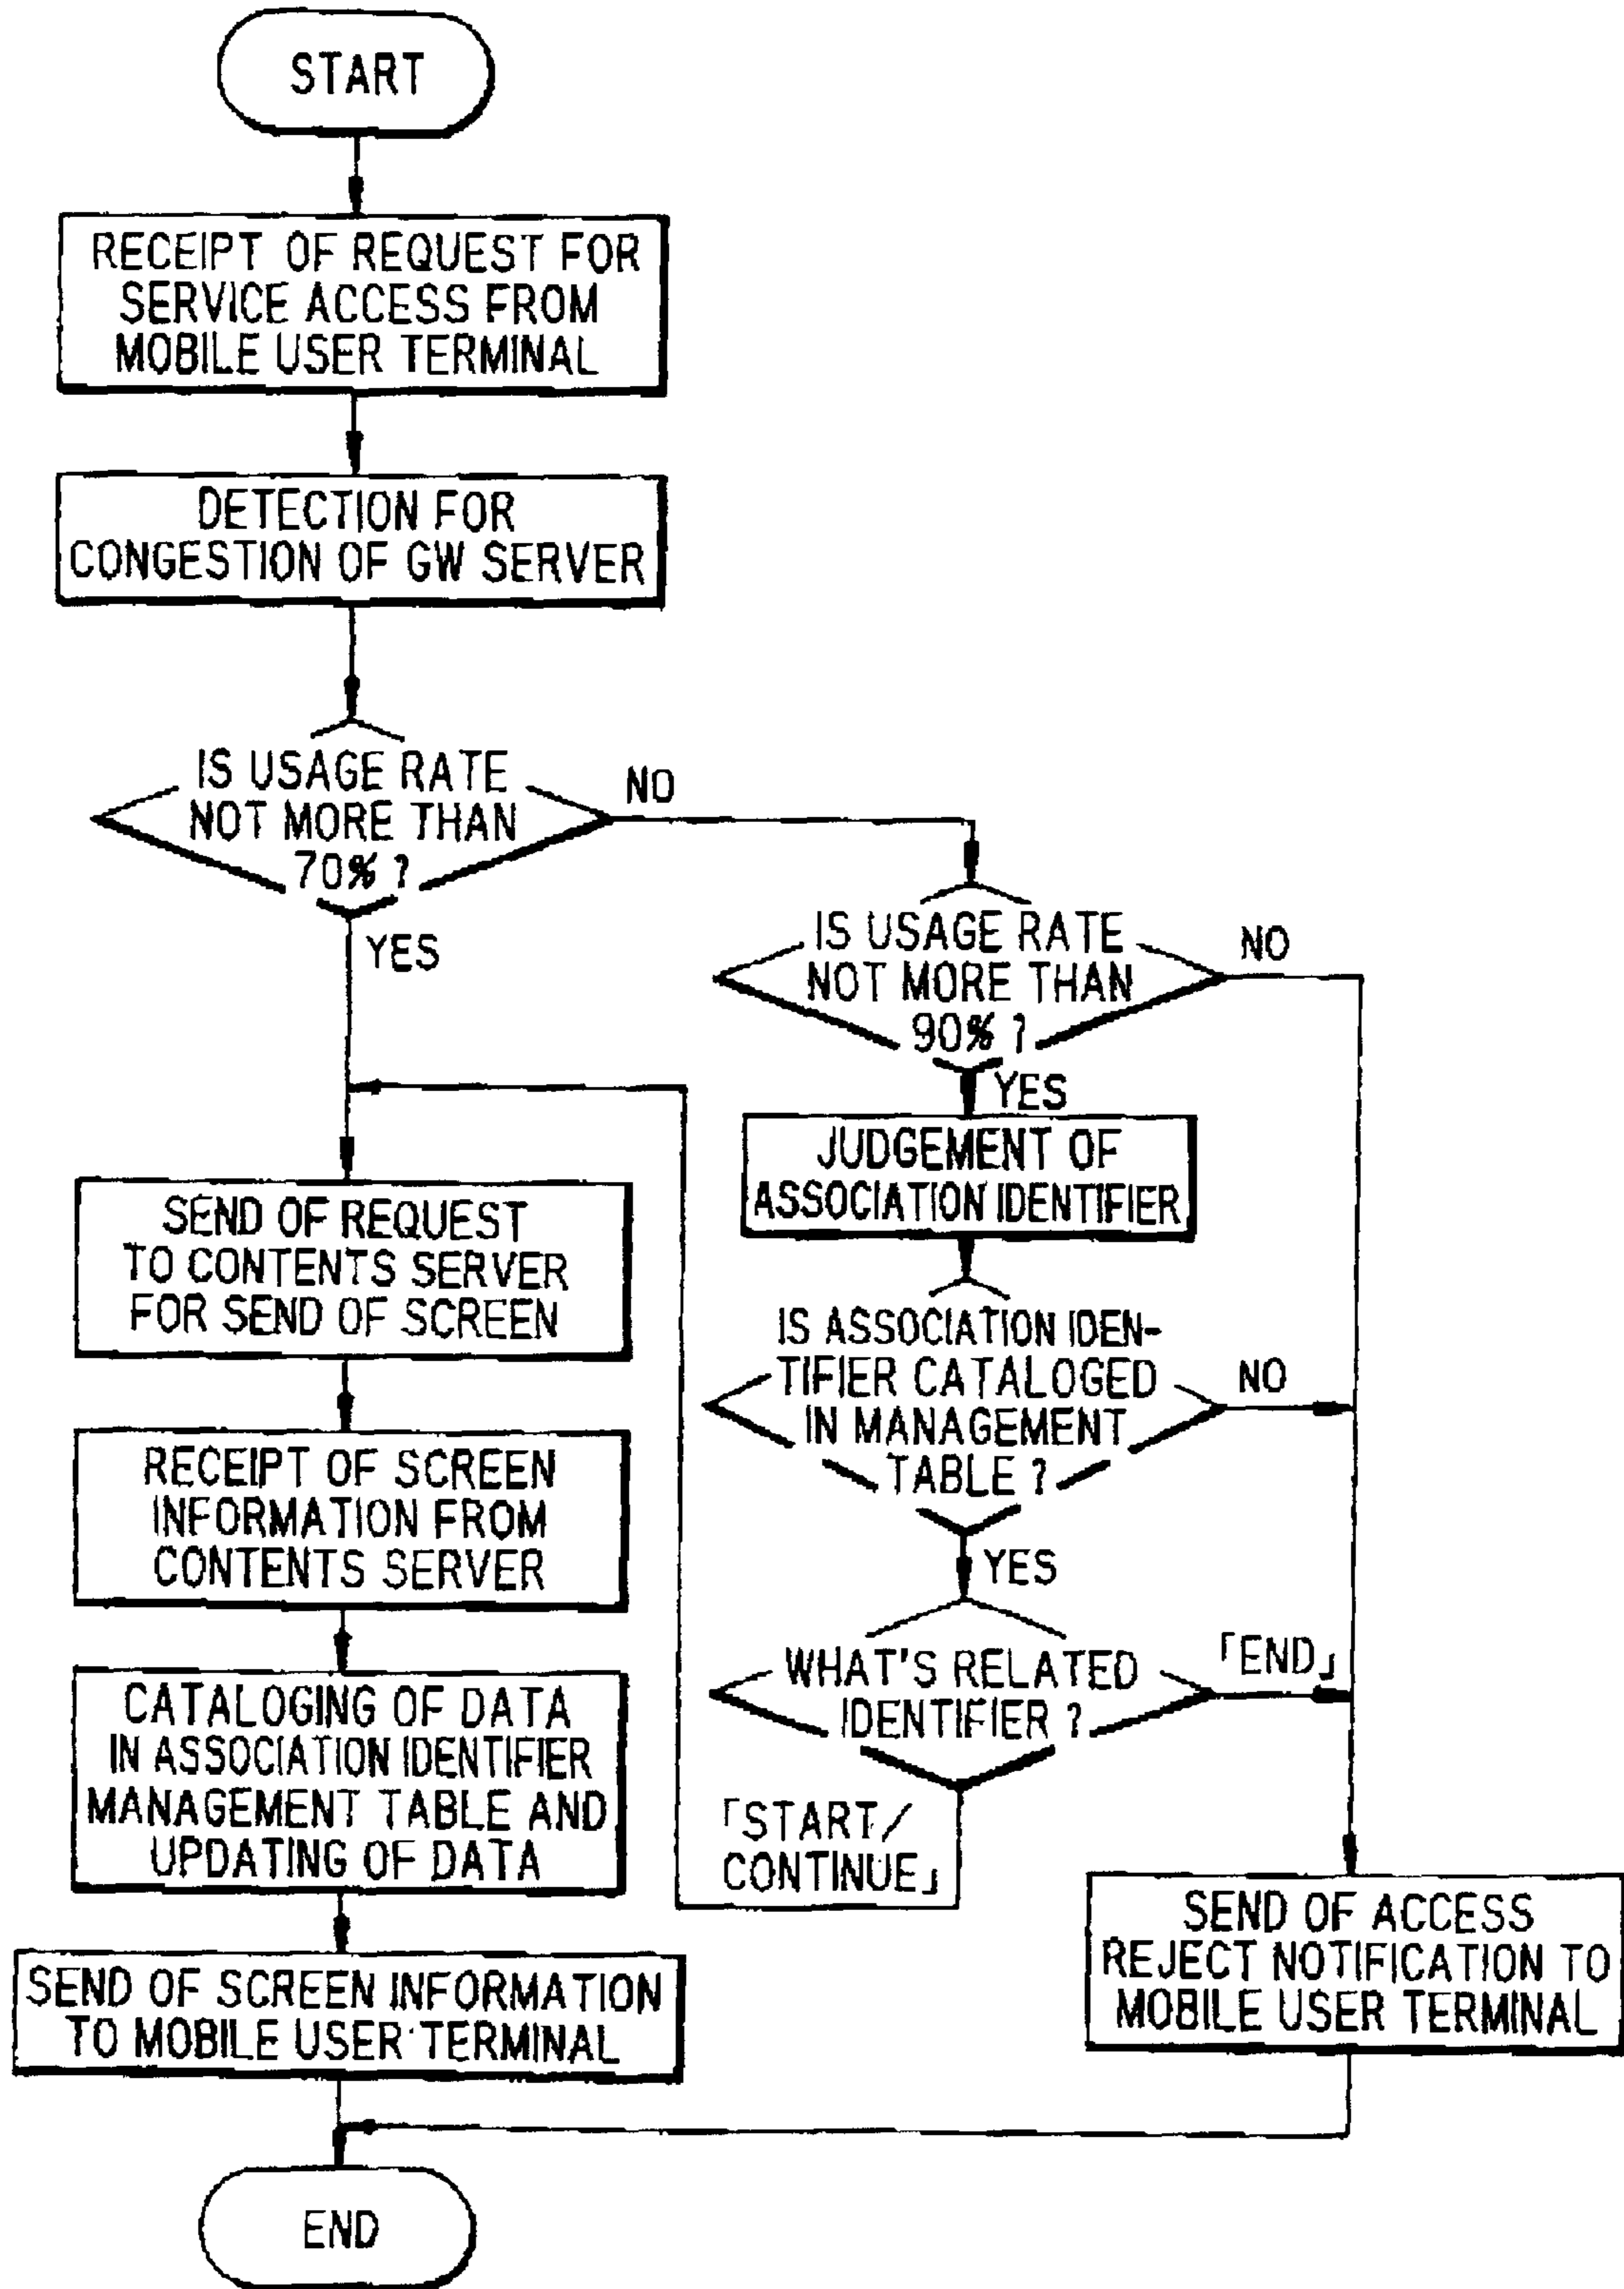 START
RECEIPT OF REQUEST FOR
SERVICE ACCESS FROM
MOBILE USER TERMINAL
DETECTION FOR
CONGESTION OF GW SERVER
IS USAGE RATE
NOT MORE THAN
70% ?
NO
YES
IS USAGE RATE
NOT MORE THAN
90% ?
NO
YES
JUDGEMENT OF
ASSOCIATION IDENTIFIER
IS ASSOCIATION IDEN-
TIFIER CATALOGED
IN MANAGEMENT
TABLE ?
NO
YES
WHAT'S RELATED
IDENTIFIER ?
「END」
「START/
CONTINUE」
SEND OF REQUEST
TO CONTENTS SERVER
FOR SEND OF SCREEN
RECEIPT OF SCREEN
INFORMATION FROM
CONTENTS SERVER
CATALOGING OF DATA
IN ASSOCIATION IDENTIFIER
MANAGEMENT TABLE AND
UPDATING OF DATA
SEND OF SCREEN INFORMATION
TO MOBILE USER TERMINAL
SEND OF ACCESS
REJECT NOTIFICATION TO
MOBILE USER TERMINAL
END